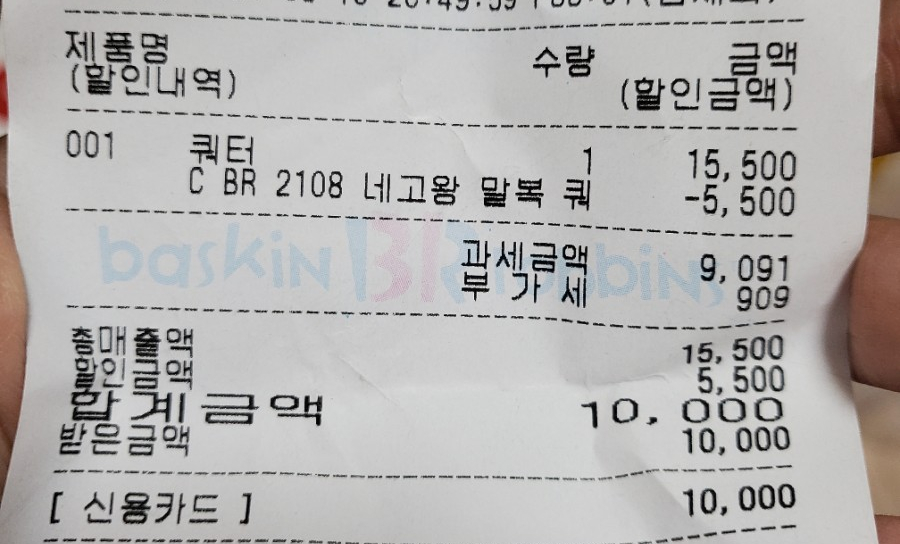 제품명 수량 금액
(할인내역) (할인금액)
001 쿼터 1 15,500
C BR 2108 네고왕 말복 쿼 -5,500
baskin BR robbins
과세금액 9,091
부 가 세 909
총매출액 15,500
할인금액 5,500
합 계 금 액 10,000
받은금액 10,000
[ 신용카드 ] 10,000